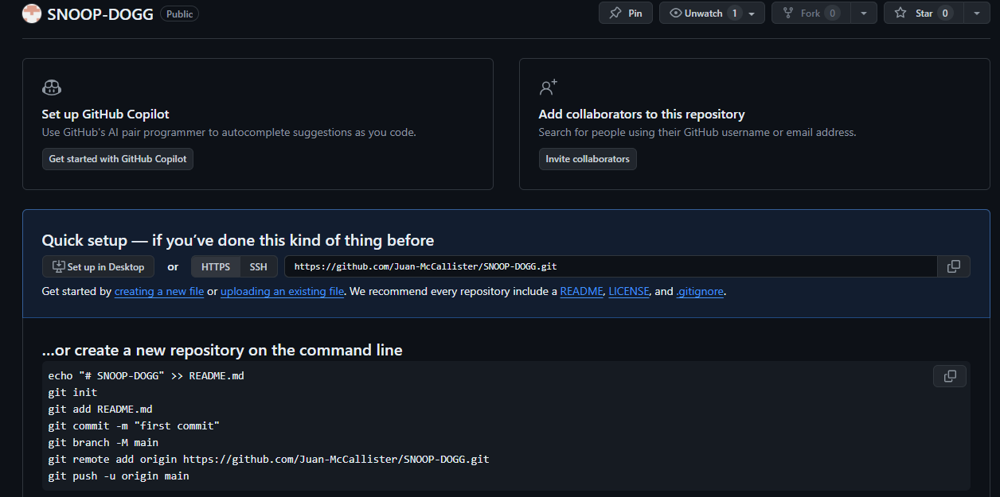 SNOOP-DOGG Public Pin Unwatch 1 Fork 0 Star 0
Set up GitHub Copilot
Use GitHub's AI pair programmer to autocomplete suggestions as you code.
Get started with GitHub Copilot
Add collaborators to this repository
Search for people using their GitHub username or email address.
Invite collaborators
Quick setup — if you’ve done this kind of thing before
Set up in Desktop or HTTPS SSH https://github.com/Juan-McCallister/SNOOP-DOGG.git
Get started by creating a new file or uploading an existing file. We recommend every repository include a README, LICENSE, and .gitignore.
…or create a new repository on the command line
echo "# SNOOP-DOGG" >> README.md
git init
git add README.md
git commit -m "first commit"
git branch -M main
git remote add origin https://github.com/Juan-McCallister/SNOOP-DOGG.git
git push -u origin main